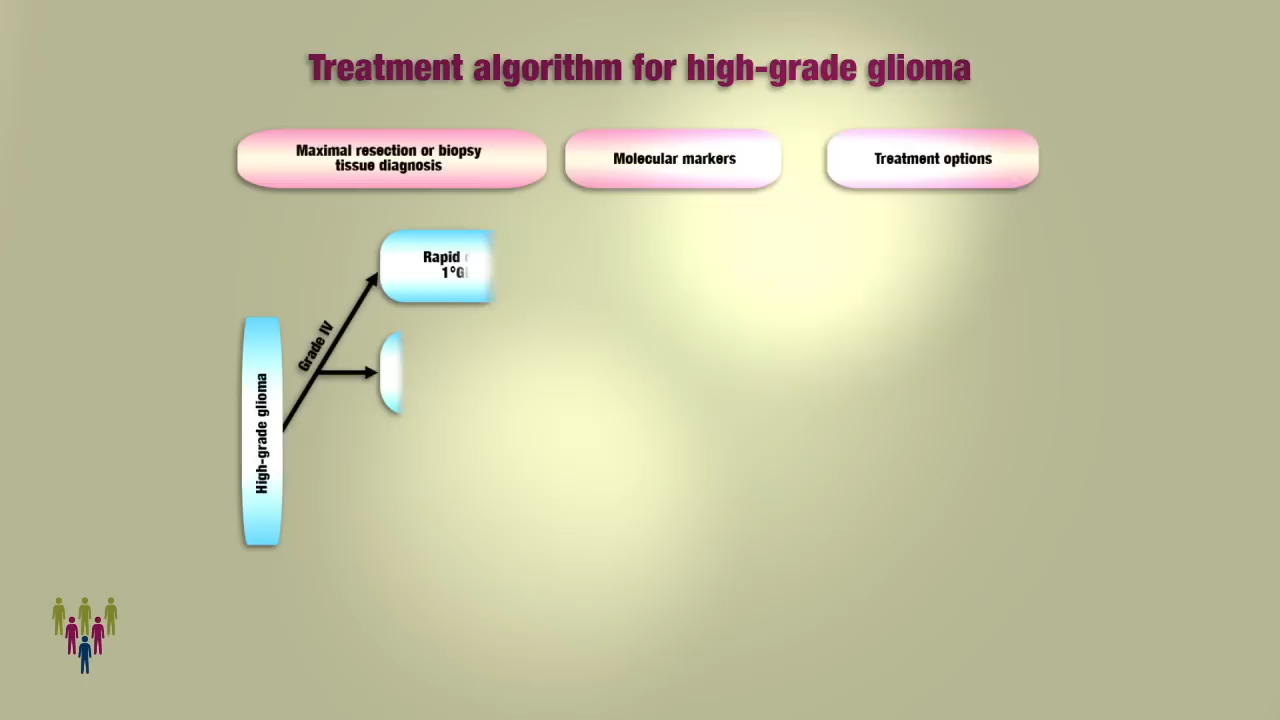 Treatment algorithm for high-grade glioma
Maximal resection or biopsy
tissue diagnosis
Molecular markers
Treatment options
Rapid
Grade IV
High-grade glioma